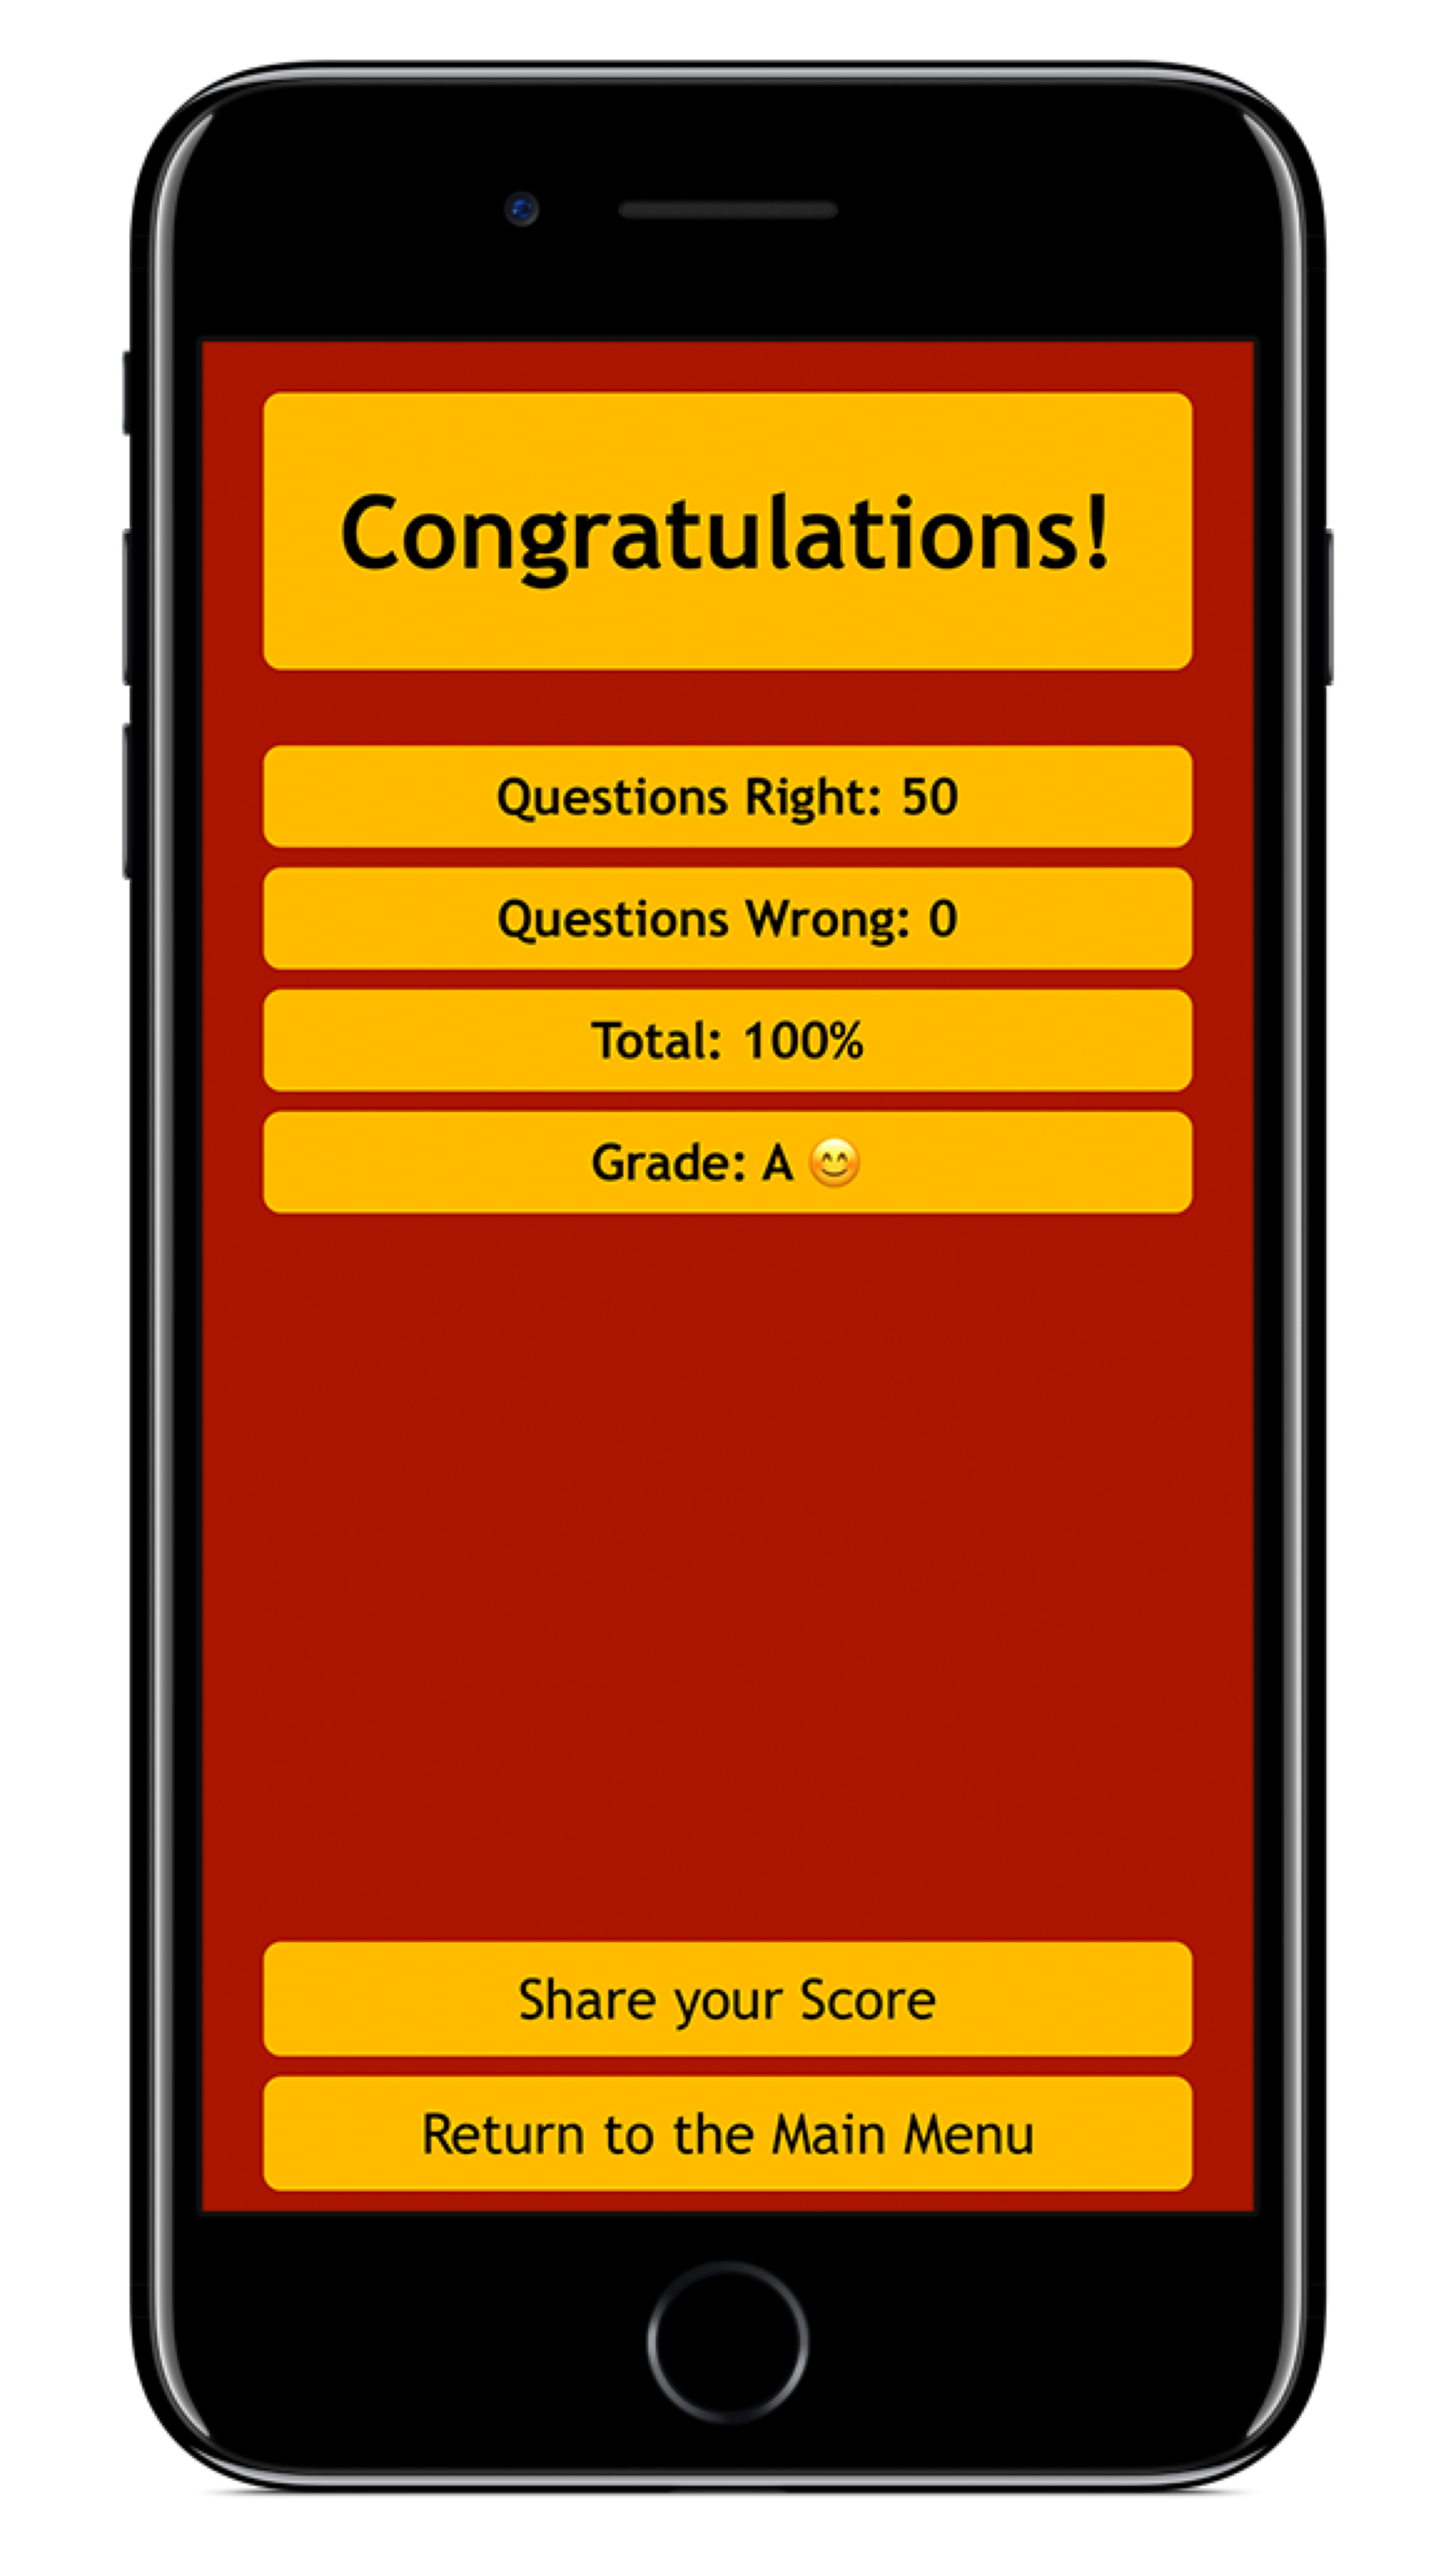 Congratulations!
Questions Right: 50
Questions Wrong: 0
Total: 100%
Grade: A 😊
Share your Score
Return to the Main Menu